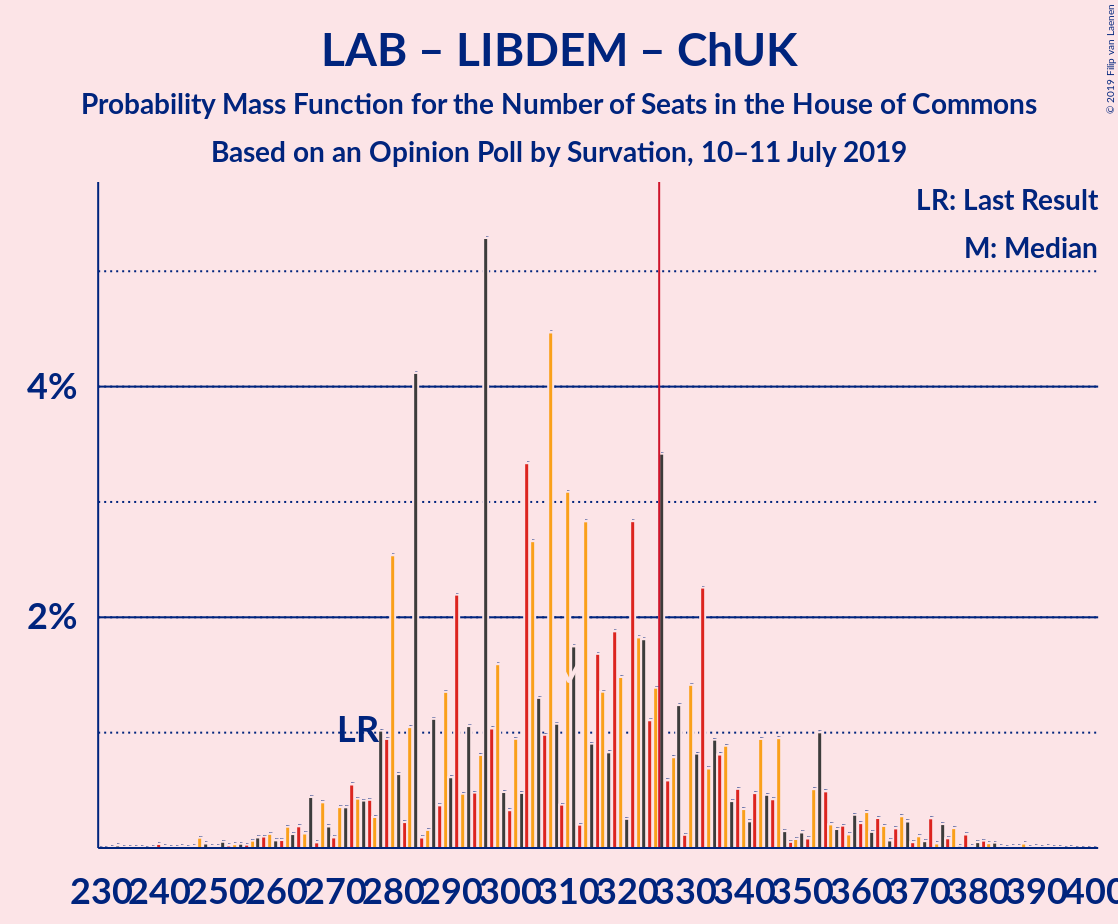 LAB – LIBDEM – ChUK
Probability Mass Function for the Number of Seats in the House of Commons
Based on an Opinion Poll by Survation, 10–11 July 2019
© 2019 Filip van Laenen
LR: Last Result
M: Median
4%
2%
LR
230 240 250 260 270 280 290 300 310 320 330 340 350 360 370 380 390 400